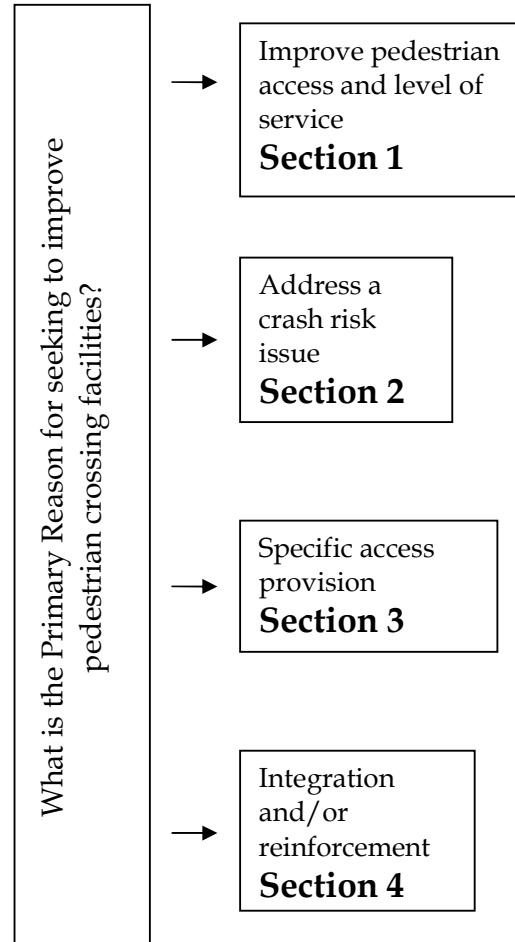 What is the Primary Reason for seeking to improve
pedestrian crossing facilities?
Improve pedestrian
access and level of
service
Section 1
Address a
crash risk
issue
Section 2
Specific access
provision
Section 3
Integration
and/or
reinforcement
Section 4